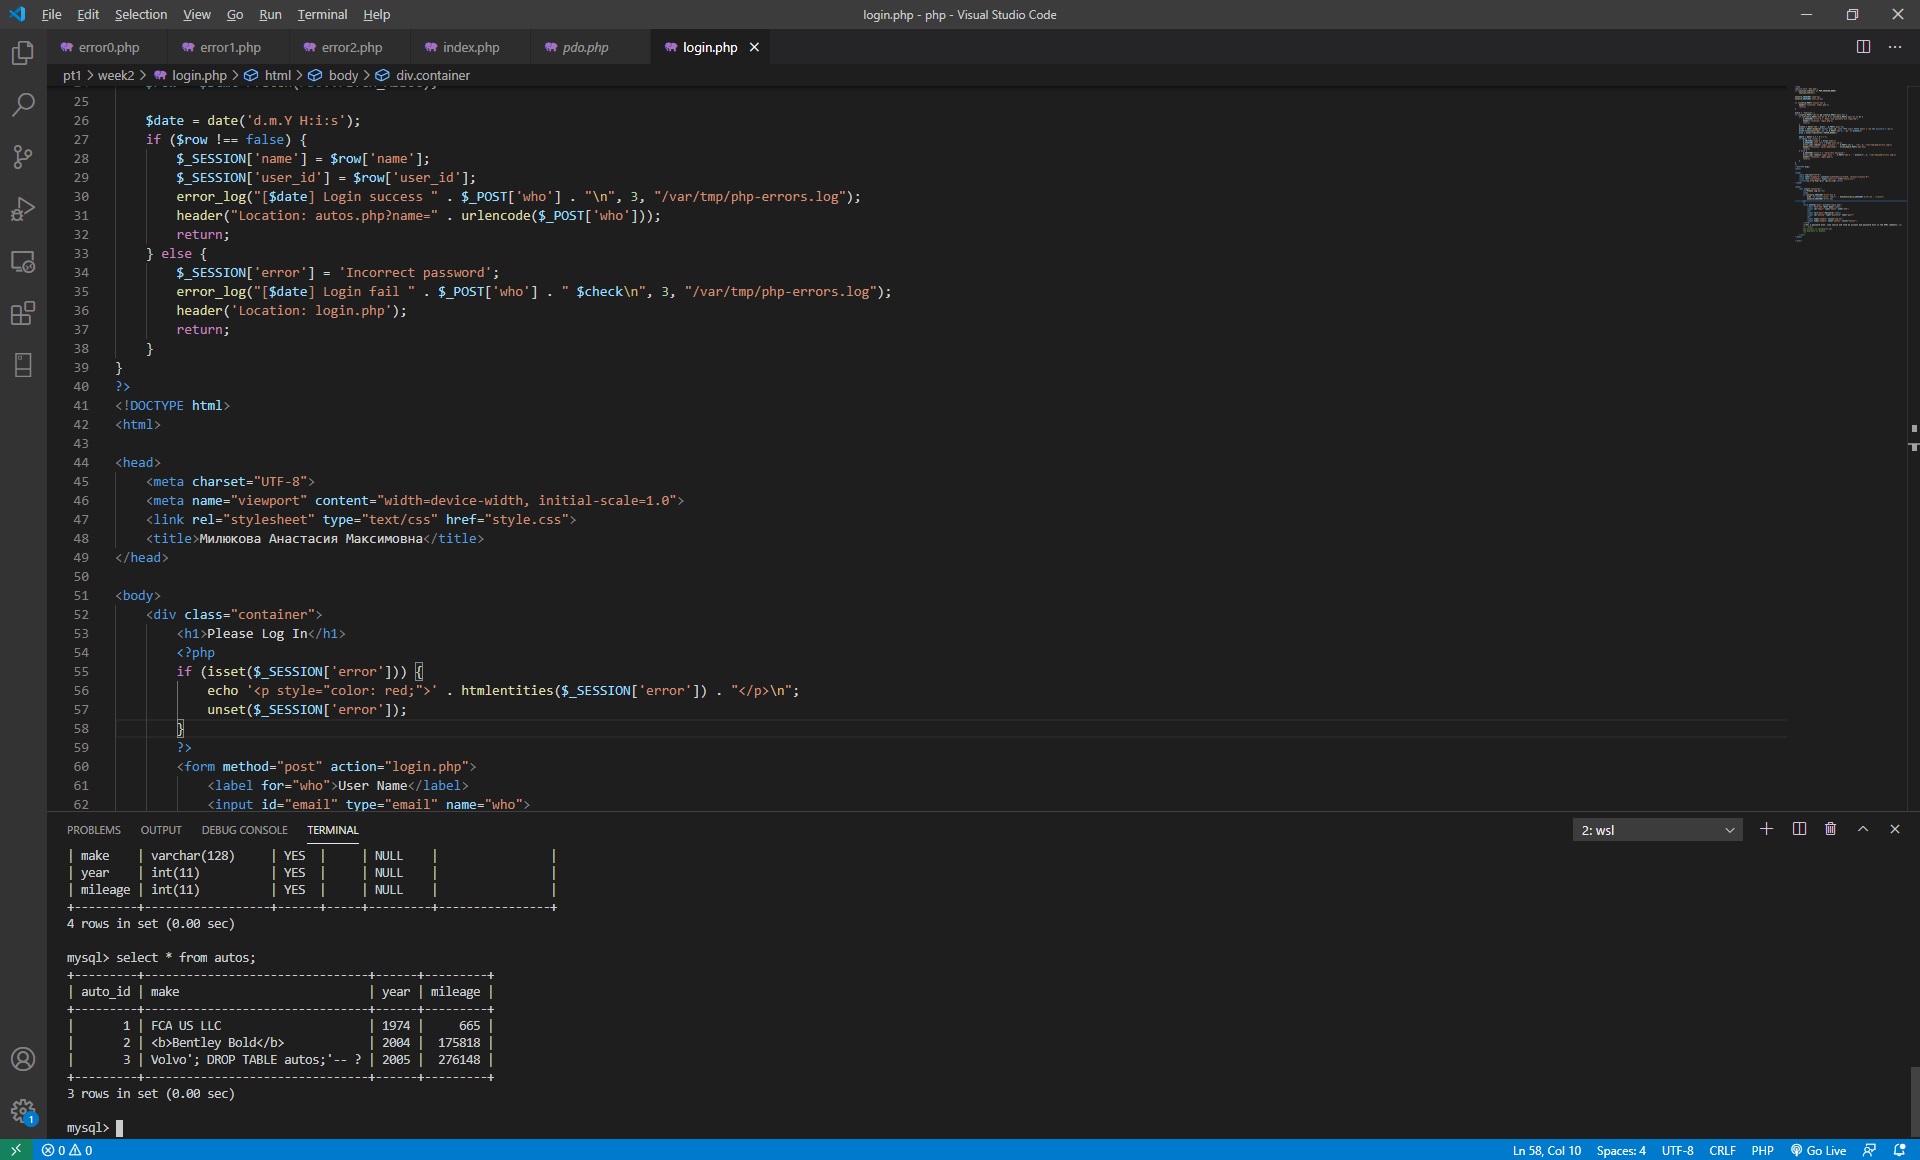 File Edit Selection View Go Run Terminal Help
login.php - php - Visual Studio Code
error0.php error1.php error2.php index.php pdo.php login.php
pt1 > week2 > login.php > html > body > div.container
25
26 $date = date('d.m.Y H:i:s');
27 if ($row !== false) {
28 $_SESSION['name'] = $row['name'];
29 $_SESSION['user_id'] = $row['user_id'];
30 error_log("[$date] Login success " . $_POST['who'] . "\n", 3, "/var/tmp/php-errors.log");
31 header("Location: autos.php?name=" . urlencode($_POST['who']));
32 return;
33 } else {
34 $_SESSION['error'] = 'Incorrect password';
35 error_log("[$date] Login fail " . $_POST['who'] . " $check\n", 3, "/var/tmp/php-errors.log");
36 header('Location: login.php');
37 return;
38 }
39 }
40 ?>
41 <!DOCTYPE html>
42 <html>
43
44 <head>
45 <meta charset="UTF-8">
46 <meta name="viewport" content="width=device-width, initial-scale=1.0">
47 <link rel="stylesheet" type="text/css" href="style.css">
48 <title>Милюкова Анастасия Максимовна</title>
49 </head>
50
51 <body>
52 <div class="container">
53 <h1>Please Log In</h1>
54 <?php
55 if (isset($_SESSION['error'])) {
56 echo '<p style="color: red;">' . htmlentities($_SESSION['error']) . "</p>\n";
57 unset($_SESSION['error']);
58 }
59 ?>
60 <form method="post" action="login.php">
61 <label for="who">User Name</label>
62 <input id="email" type="email" name="who">
PROBLEMS OUTPUT DEBUG CONSOLE TERMINAL
2: wsl
| make | varchar(128) | YES | | NULL | |
| year | int(11) | YES | | NULL | |
| mileage | int(11) | YES | | NULL | |
+---------+------------------+------+-----+---------+----------------+
4 rows in set (0.00 sec)
mysql> select * from autos;
+---------+--------------------------------+------+---------+
| auto_id | make | year | mileage |
+---------+--------------------------------+------+---------+
| 1 | FCA US LLC | 1974 | 665 |
| 2 | <b>Bentley Bold</b> | 2004 | 175818 |
| 3 | Volvo'; DROP TABLE autos;'-- ? | 2005 | 276148 |
+---------+--------------------------------+------+---------+
3 rows in set (0.00 sec)
mysql>
1
0 0
Ln 58, Col 10 Spaces: 4 UTF-8 CRLF PHP Go Live